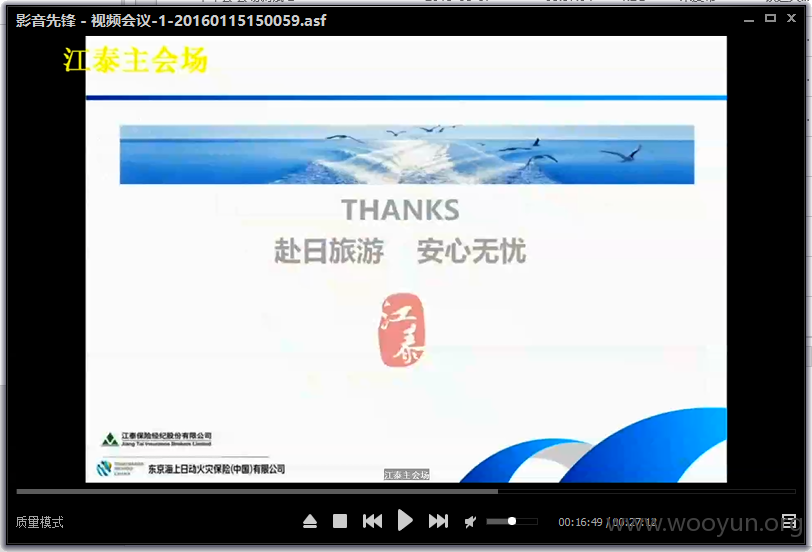 影音先锋 - 视频会议-1-20160115150059.asf
江泰主会场
THANKS
赴日旅游 安心无忧
江泰
江泰保险经纪股份有限公司
Jiang Tai Insurance Brokers Limited
东京海上日动火灾保险(中国)有限公司
江泰主会场
质量模式
00:16:49 / 00:27:12
www.wooyun.org